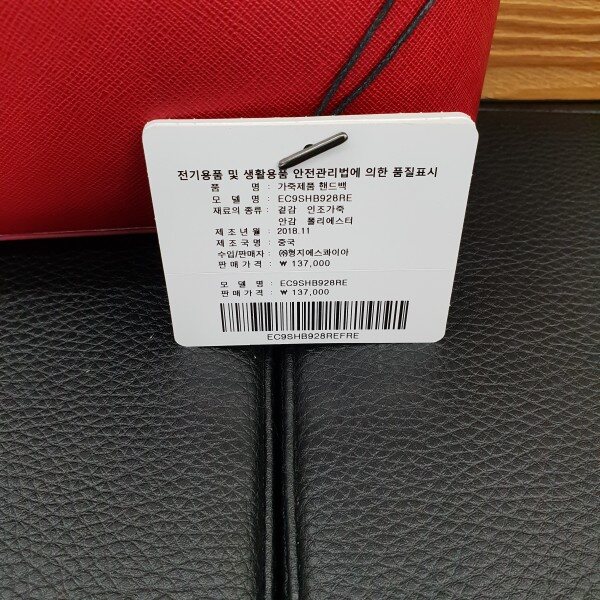 전기용품 및 생활용품 안전관리법에 의한 품질표시
품 명 : 가죽제품 핸드백
모 델 명 : EC9SHB928RE
재료의 종류 : 겉감 인조가죽
안감 폴리에스터
제 조 년 월 : 2018.11
제 조 국 명 : 중국
수입/판매자 : ㈜형지에스콰이아
판 매 가 격 : ₩ 137,000
모 델 명 : EC9SHB928RE
판 매 가 격 : ₩ 137,000
EC9SHB928REFRE